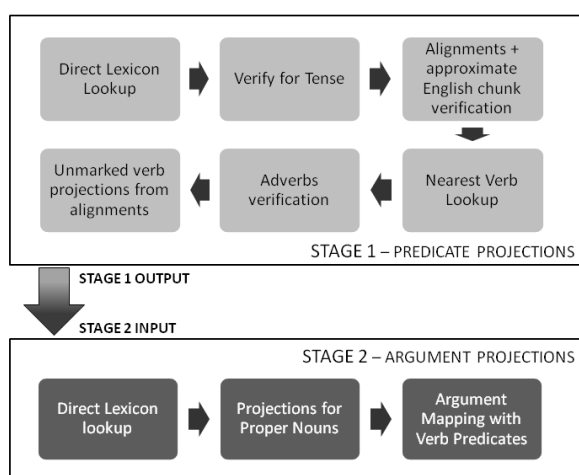 Direct Lexicon
Lookup
Verify for Tense
Alignments +
approximate
English chunk
verification
Nearest Verb
Lookup
Adverbs
verification
Unmarked verb
projections from
alignments
STAGE 1 – PREDICATE PROJECTIONS
STAGE 1 OUTPUT
STAGE 2 INPUT
STAGE 2 – ARGUMENT PROJECTIONS
Direct Lexicon
lookup
Projections for
Proper Nouns
Argument
Mapping with
Verb Predicates